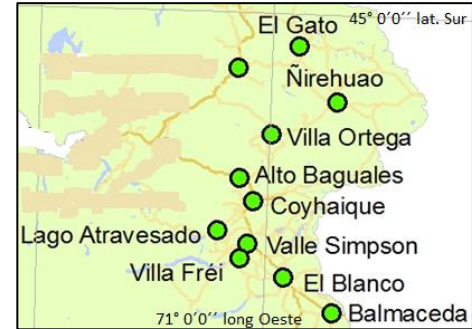 45° 0′0′′ lat. Sur
El Gato
Ñirehuao
Villa Ortega
Alto Baguales
Coyhaique
Lago Atravesado
Valle Simpson
Villa Fréi
El Blanco
71° 0′0′′ long Oeste
Balmaceda